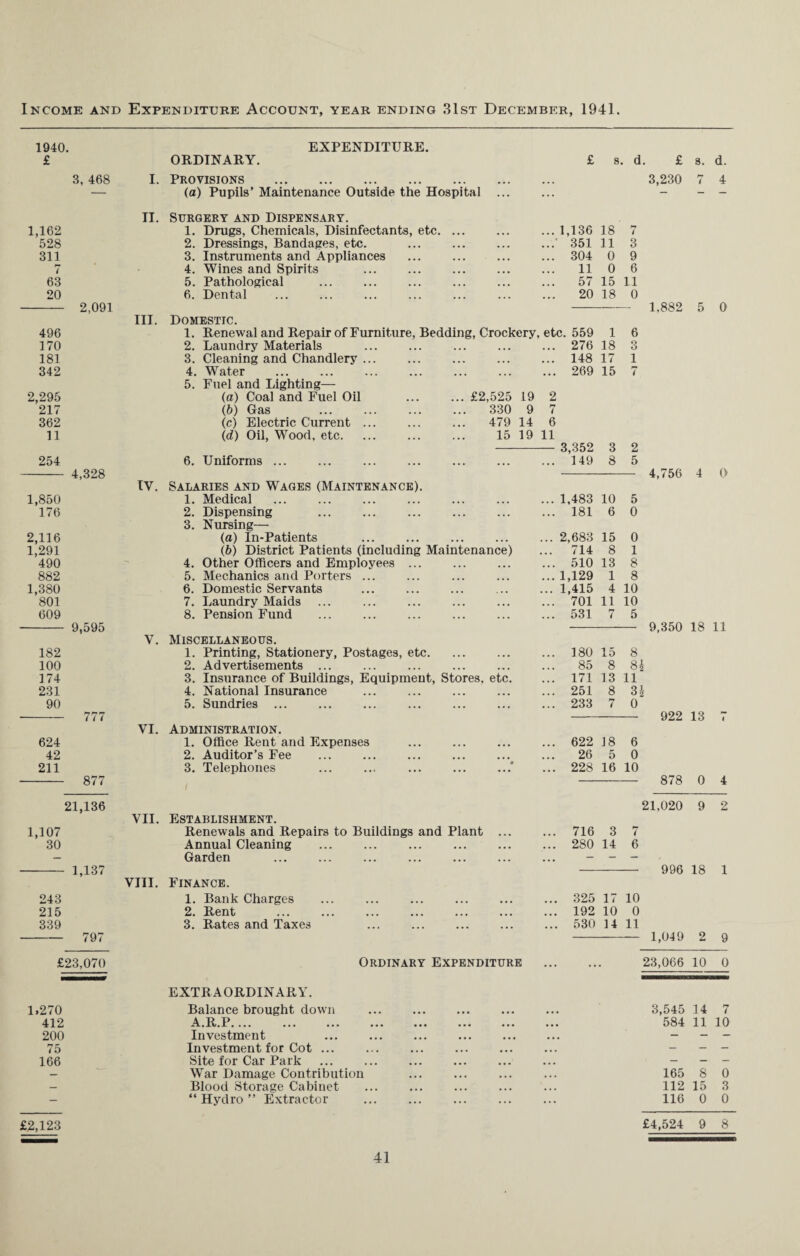 INCOME AND EXPENDITURE ACCOUNT, YEAR ENDING 31ST DECEMBER, 1941.
1940. EXPENDITURE.
£ ORDINARY. £ s. d. £ s. d.
3,468 I. PROVISIONS ... ... ... ... ... ... ... 3,230 7 4
— (a) Pupils' Maintenance Outside the Hospital ... ... – – –
II. SURGERY AND DISPENSARY.
1,162 1. Drugs, Chemicals, Disinfectants, etc. ... ... ... 1,136 18 7
528 2. Dressings, Bandages, etc. ... ... ... ... 351 11 3
311 3. Instruments and Appliances ... ... ... ... 304 0 9
7 4. Wines and Spirits ... ... ... ... ... 11 0 6
63 5. Pathological ... ... ... ... ... ... 57 15 11
20 6. Dental ... ... ... ... ... ... ... 20 18 0
—— 2,091 —— 1,882 5 0
III. DOMESTIC.
496 1. Renewal and Repair of Furniture, Bedding, Crockery, etc. 559 1 6
170 2. Laundry Materials ... ... ... ... ... 276 18 3
181 3. Cleaning and Chandlery ... ... ... ... ... 148 17 1
342 4. Water ... ... ... ... ... ... ... 269 15 7
5. Fuel and Lighting—
2,295 (a) Coal and Fuel Oil ... ... £2,525 19 2
217 (b) Gas ... ... ... ... 330 9 7
362 (c) Electric Current ... ... ... 479 14 6
11 (d) Oil, Wood, etc. ... ... ... 15 19 11
—— 3,352 3 2
254 6. Uniforms ... ... ... ... ... ... ... 149 8 5
—— 4,328 —— 4,756 4 0
IV. SALARIES AND WAGES (MAINTENANCE).
1,850 1. Medical ... ... ... ... ... ... ... 1,483 10 5
176 2. Dispensing ... ... ... ... ... ... 181 6 0
3. Nursing—
2,116 (a) In-Patients ... ... ... ... ... 2,683 15 0
1,291 (b) District Patients (including Maintenance) ... 714 8 1
490 4. Other Officers and Employees ... ... ... ... 510 13 8
882 5. Mechanics and Porters ... ... ... ... ... 1,129 1 8
1,380 6. Domestic Servants ... ... ... ... ... 1,415 4 10
801 7. Laundry Maids ... ... ... ... ... ... 701 11 10
609 8. Pension Fund ... ... ... ... ... ... 531 7 5
—— 9,595 —— 9,350 18 11
V. MISCELLANEOUS.
182 1. Printing, Stationery, Postages, etc. ... ... ... 180 15 8
100 2. Advertisements ... ... ... ... ... ... 85 8 8½
174 3. Insurance of Buildings, Equipment, Stores, etc. ... 171 13 11
231 4. National Insurance ... ... ... ... ... 251 8 3½
90 5. Sundries ... ... ... ... ... ... ... 233 7 0
—— 777 —— 922 13 7
VI. ADMINISTRATION.
624 1. Office Rent and Expenses ... ... ... ... 622 18 6
42 2. Auditor's Fee ... ... ... ... ... ... 26 5 0
211 3. Telephones ... ... ... ... ... ... 228 16 10
—— 877 —— 878 0 4
21,136 21,020 9 2
VII. ESTABLISHMENT.
1,107 Renewals and Repairs to Buildings and Plant ... ... 716 3 7
30 Annual Cleaning ... ... ... ... ... ... 280 14 6
— Garden ... ... ... ... ... ... ... – – –
—— 1,137 —— 996 18 1
VIII. FINANCE.
243 1. Bank Charges ... ... ... ... ... ... 325 17 10
215 2. Rent ... ... ... ... ... ... ... 192 10 0
339 3. Rates and Taxes ... ... ... ... ... 530 14 11
—— 797 —— 1,049 2 9
£23,070 ORDINARY EXPENDITURE ... ... 23,066 10 0
EXTRAORDINARY.
1,270 Balance brought down ... ... ... ... ... 3,545 14 7
412 A.R.P.... ... ... ... ... ... ... ... 584 11 10
200 Investment ... ... ... ... ... ... – – –
75 Investment for Cot ... ... ... ... ... ... – – –
166 Site for Car Park ... ... ... ... ... ... – – –
– War Damage Contribution ... ... ... ... 165 8 0
– Blood Storage Cabinet ... ... ... ... ... 112 15 3
– "Hydro" Extractor ... ... ... ... ... 116 0 0
£2,123 £4,524 9 8
41